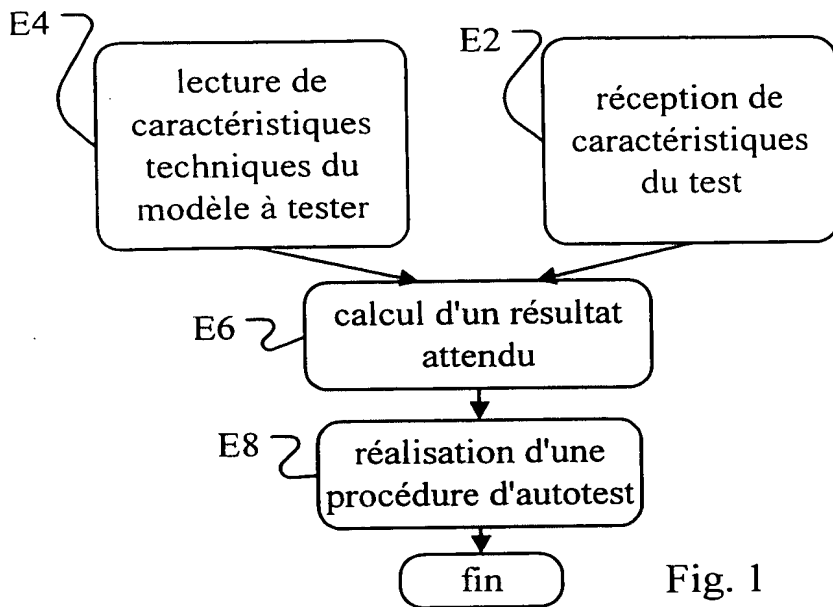 E4
lecture de
caractéristiques
techniques du
modèle à tester
E2
réception de
caractéristiques
du test
E6
calcul d'un résultat
attendu
E8
réalisation d'une
procédure d'autotest
fin
Fig. 1